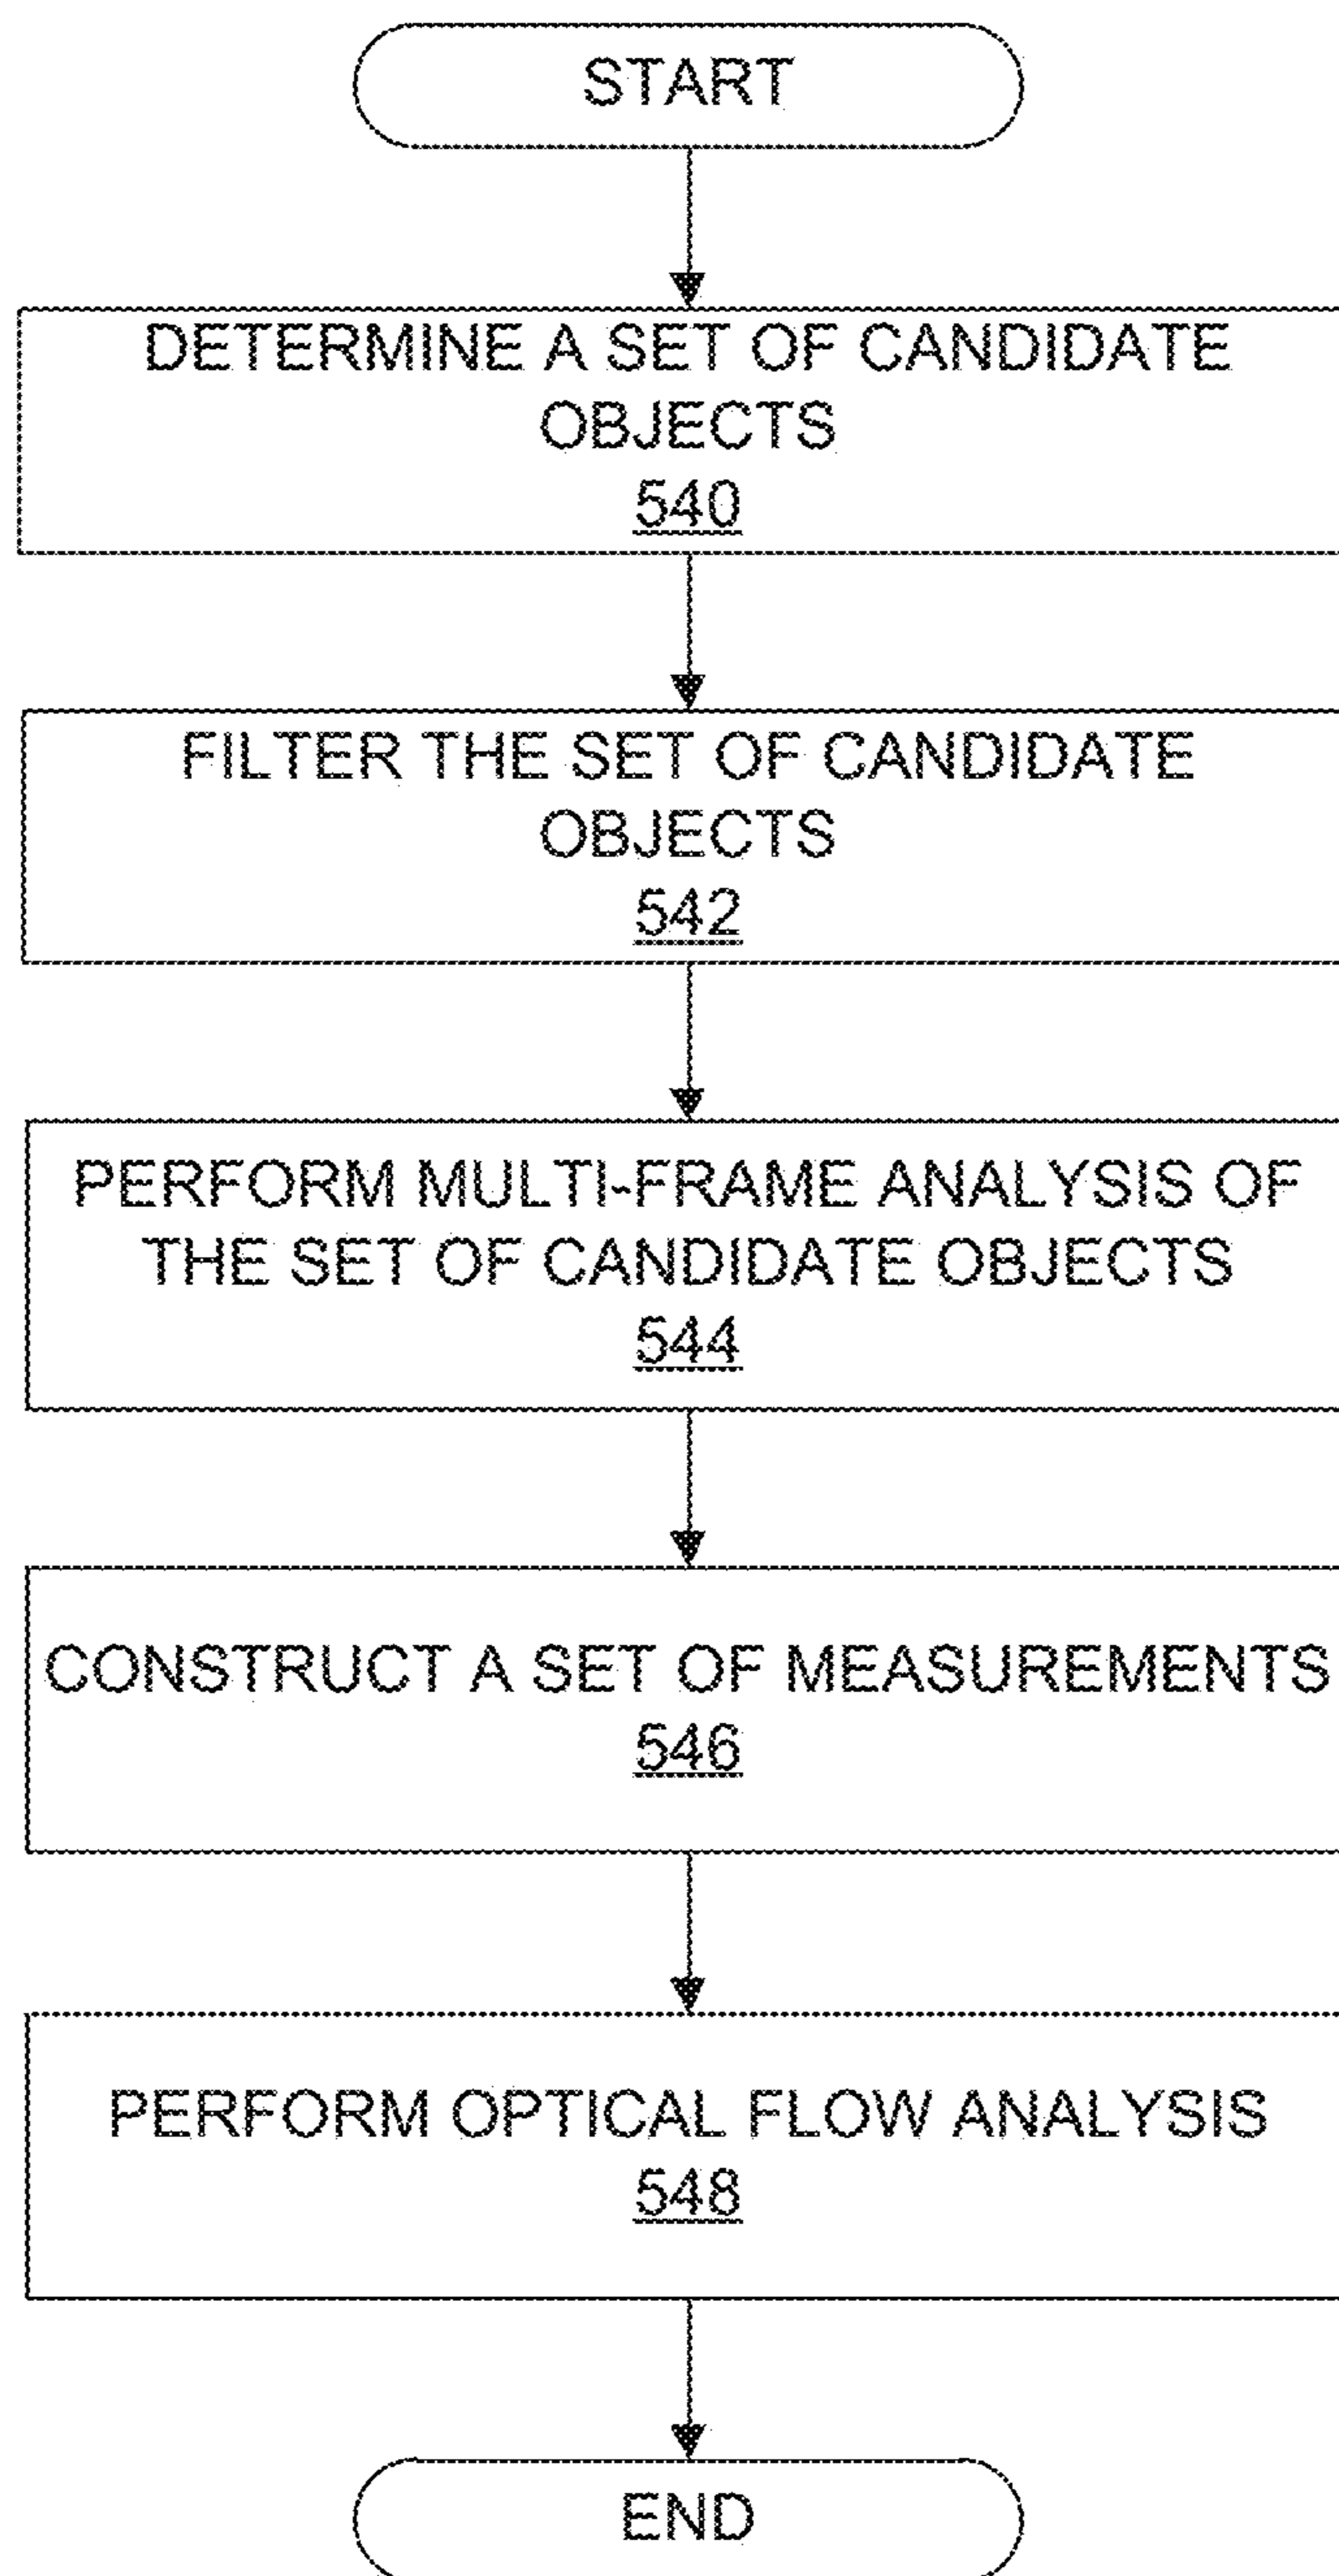 START
DETERMINE A SET OF CANDIDATE
OBJECTS
540
FILTER THE SET OF CANDIDATE
OBJECTS
542
PERFORM MULTI-FRAME ANALYSIS OF
THE SET OF CANDIDATE OBJECTS
544
CONSTRUCT A SET OF MEASUREMENTS
546
PERFORM OPTICAL FLOW ANALYSIS
548
END